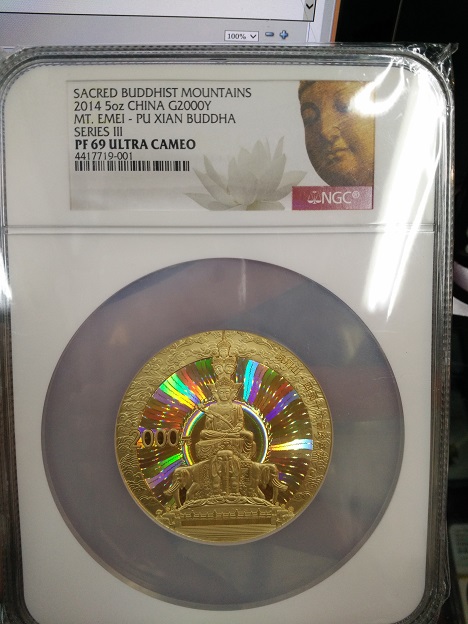 100%
SACRED BUDDHIST MOUNTAINS
2014 5oz CHINA G2000Y
MT. EMEI - PU XIAN BUDDHA
SERIES III
PF 69 ULTRA CAMEO
4417719-001
NGC®